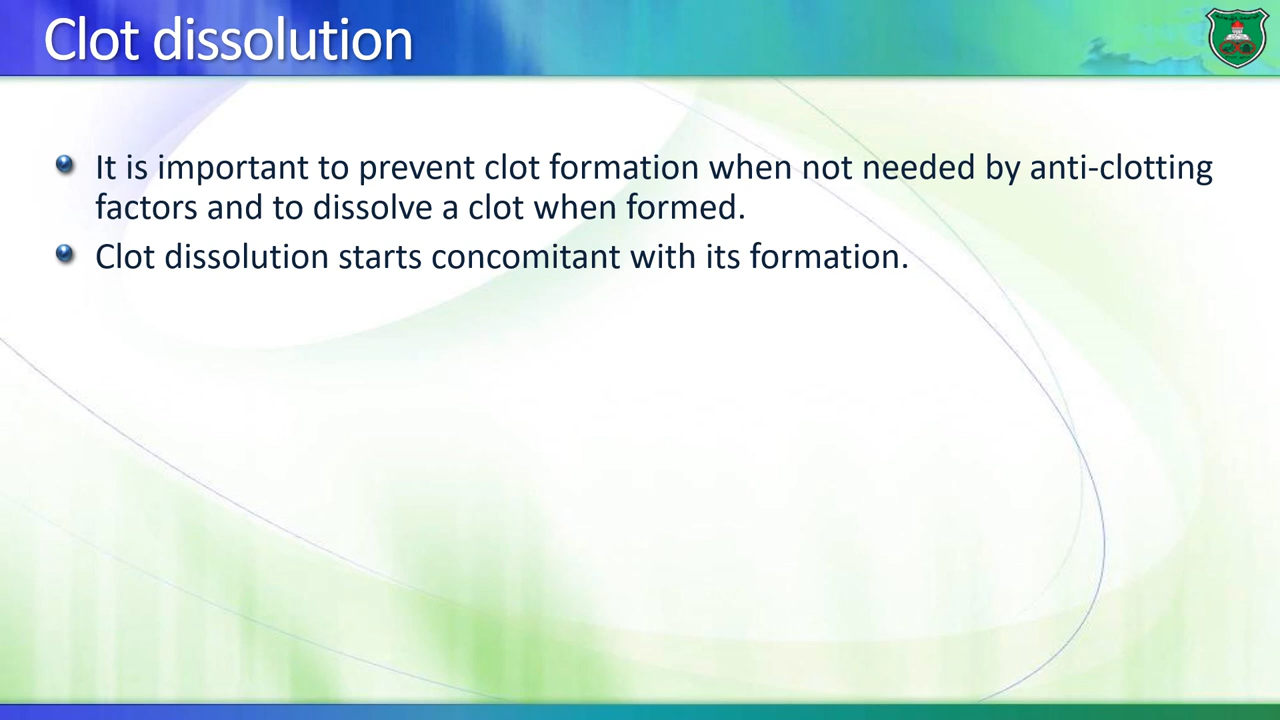 Clot dissolution
It is important to prevent clot formation when not needed by anti-clotting
factors and to dissolve a clot when formed.
Clot dissolution starts concomitant with its formation.